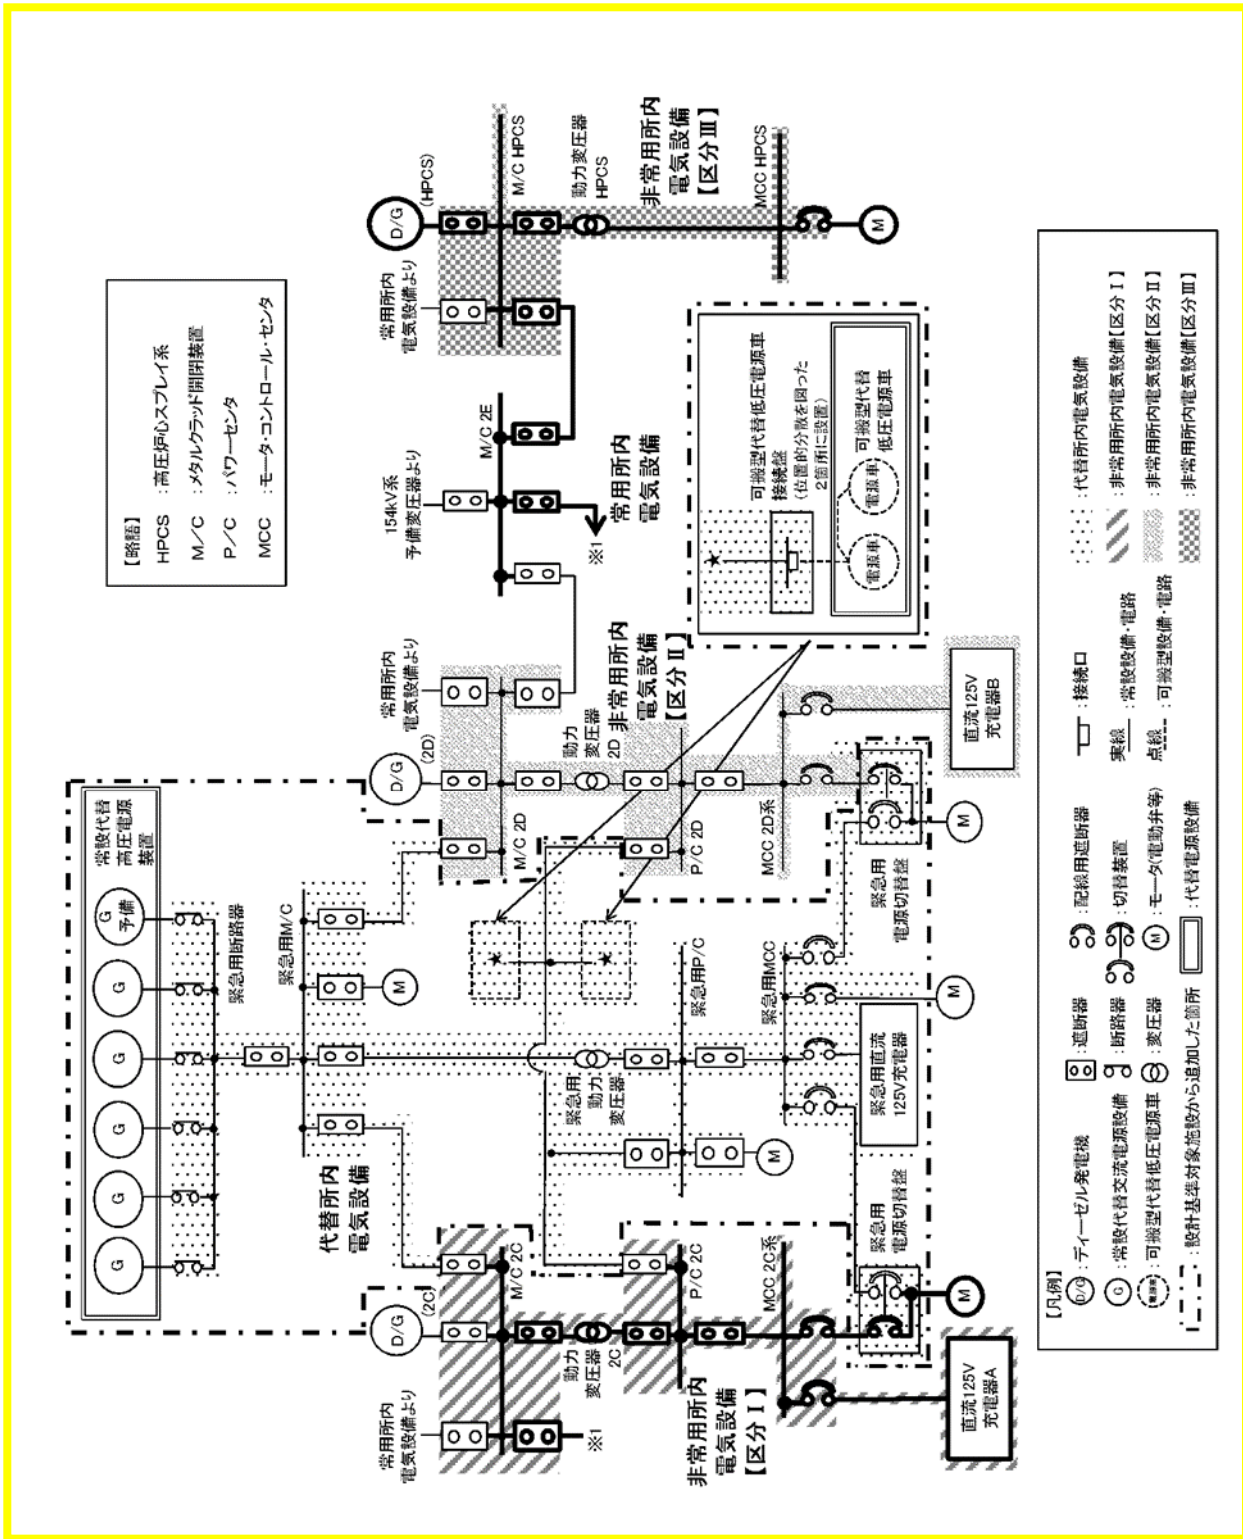 【略語】
HPCS :高圧炉心スプレイ系
M/C :メタルクラッド開閉装置
P/C :パワーセンタ
MCC :モータ・コントロール・センタ
常設代替
高圧電源
装置
G
G
G
G
G
G
予備
緊急用断路器
緊急用M/C
M
代替所内
電気設備
D/G
(2C)
常用所内
電気設備より
M/C 2C
※1
動力
変圧器
2C
P/C 2C
非常用所内
電気設備
【区分Ⅰ】
MCC 2C系
直流125V
充電器A
M
緊急用
電源切替盤
緊急用
動力
変圧器
緊急用P/C
M
緊急用MCC
緊急用直流
125V充電器
M
D/G
(2D)
常用所内
電気設備より
M/C 2D
動力
変圧器
2D
非常用所内
電気設備
【区分Ⅱ】
P/C 2D
MCC 2D系
緊急用
電源切替盤
M
直流125V
充電器B
154kV系
予備変圧器より
M/C 2E
※1
常用所内
電気設備
常用所内
電気設備より
D/G
(HPCS)
M/C HPCS
動力変圧器
HPCS
非常用所内
電気設備
【区分Ⅲ】
MCC HPCS
M
可搬型代替低圧電源車
接続盤
(位置的分散を図った
2箇所に設置)
可搬型代替
低圧電源車
電源車
電源車
【凡例】
D/G :ディーゼル発電機
G :常設代替交流電源設備
:可搬型代替低圧電源車
:設計基準対象施設から追加した箇所
:遮断器
:断路器
:変圧器
:配線用遮断器
:切替装置
M :モータ(電動弁等)
:代替電源設備
:接続口
実線 :常設設備・電路
点線 :可搬型設備・電路
:代替所内電気設備
:非常用所内電気設備【区分Ⅰ】
:非常用所内電気設備【区分Ⅱ】
:非常用所内電気設備【区分Ⅲ】